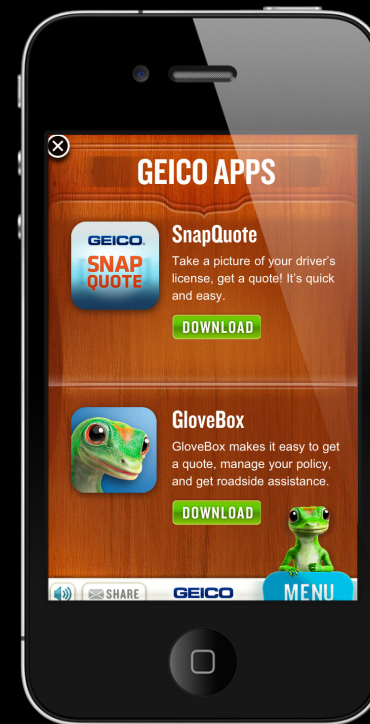 GEICO APPS
GEICO.
SNAP
QUOTE
SnapQuote
Take a picture of your driver's
license, get a quote! It's quick
and easy.
DOWNLOAD
GloveBox
GloveBox makes it easy to get
a quote, manage your policy,
and get roadside assistance.
DOWNLOAD
SHARE
GEICO
MENU